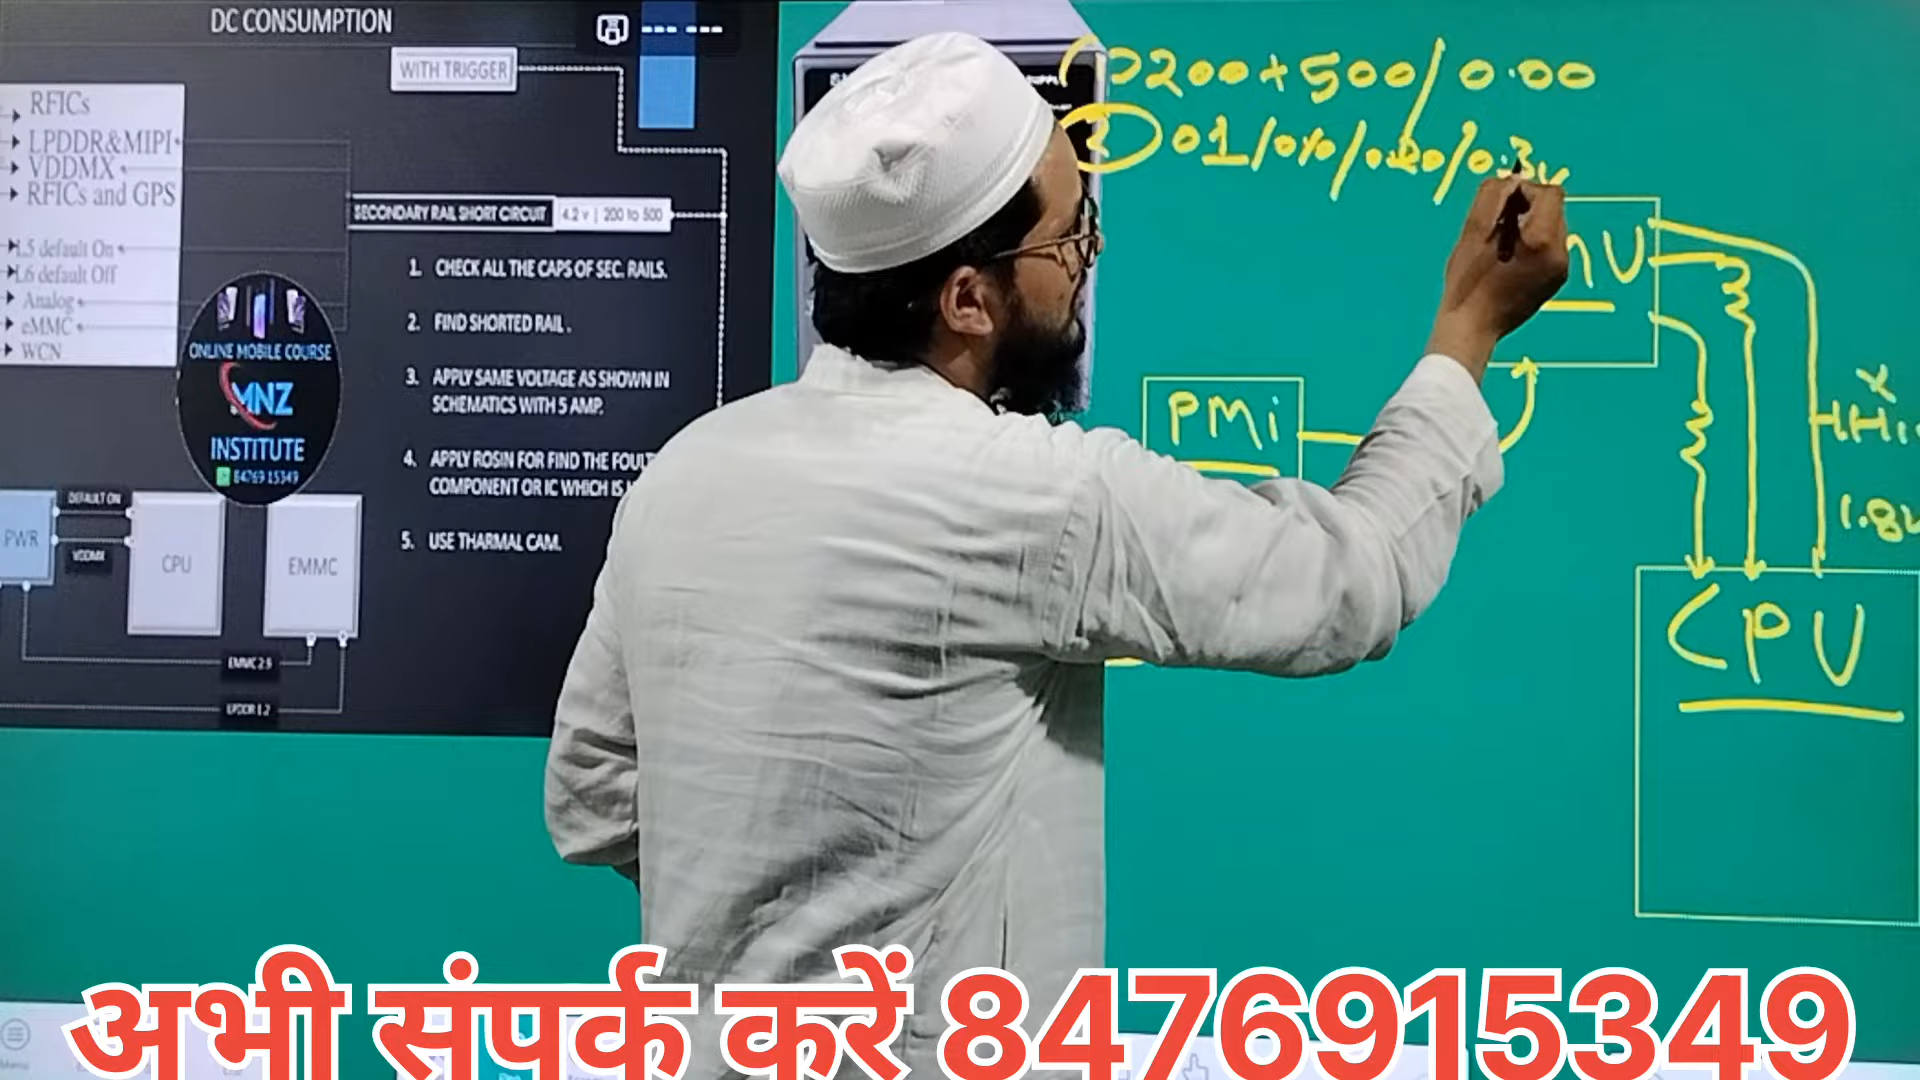 DC CONSUMPTION
WITH TRIGGER
RFICs
LPDDR&MIPI
VDDMX
RFICs and GPS
L5 default On
L6 default Off
Analog
eMMC
WCN
SECONDARY RAIL SHORT CIRCUIT 4.2 v | 200 to 500
1. CHECK ALL THE CAPS OF SEC. RAILS.
2. FIND SHORTED RAIL .
3. APPLY SAME VOLTAGE AS SHOWN IN
SCHEMATICS WITH 5 AMP.
4. APPLY ROSIN FOR FIND THE FOULT
COMPONENT OR IC WHICH IS
5. USE THARMAL CAM.
ONLINE MOBILE COURSE
MNZ
INSTITUTE
84769 15349
PWR
DEFAULT ON
VDDMX
CPU
EMMC
EMMC 2.9
LPDDR 1.2
200+500/0.00
2
PMi
1.8v
CPU
अभी संपर्क करें 8476915349